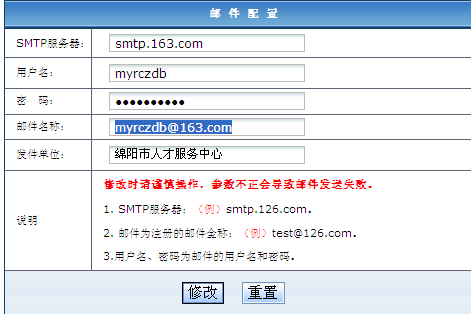 邮 件 配 置
SMTP服务器： smtp.163.com
用户名： myrczdb
密 码： ●●●●●●●●●●
邮件名称： myrczdb@163.com
发件单位： 绵阳市人才服务中心
修改时请谨慎操作，参数不正会导致邮件发送失败。
说明
1. SMTP服务器：（例）smtp.126.com。
2. 邮件为注册的邮件全称：（例）test@126.com。
3.用户名、密码为邮件的用户名和密码。
修改 重置